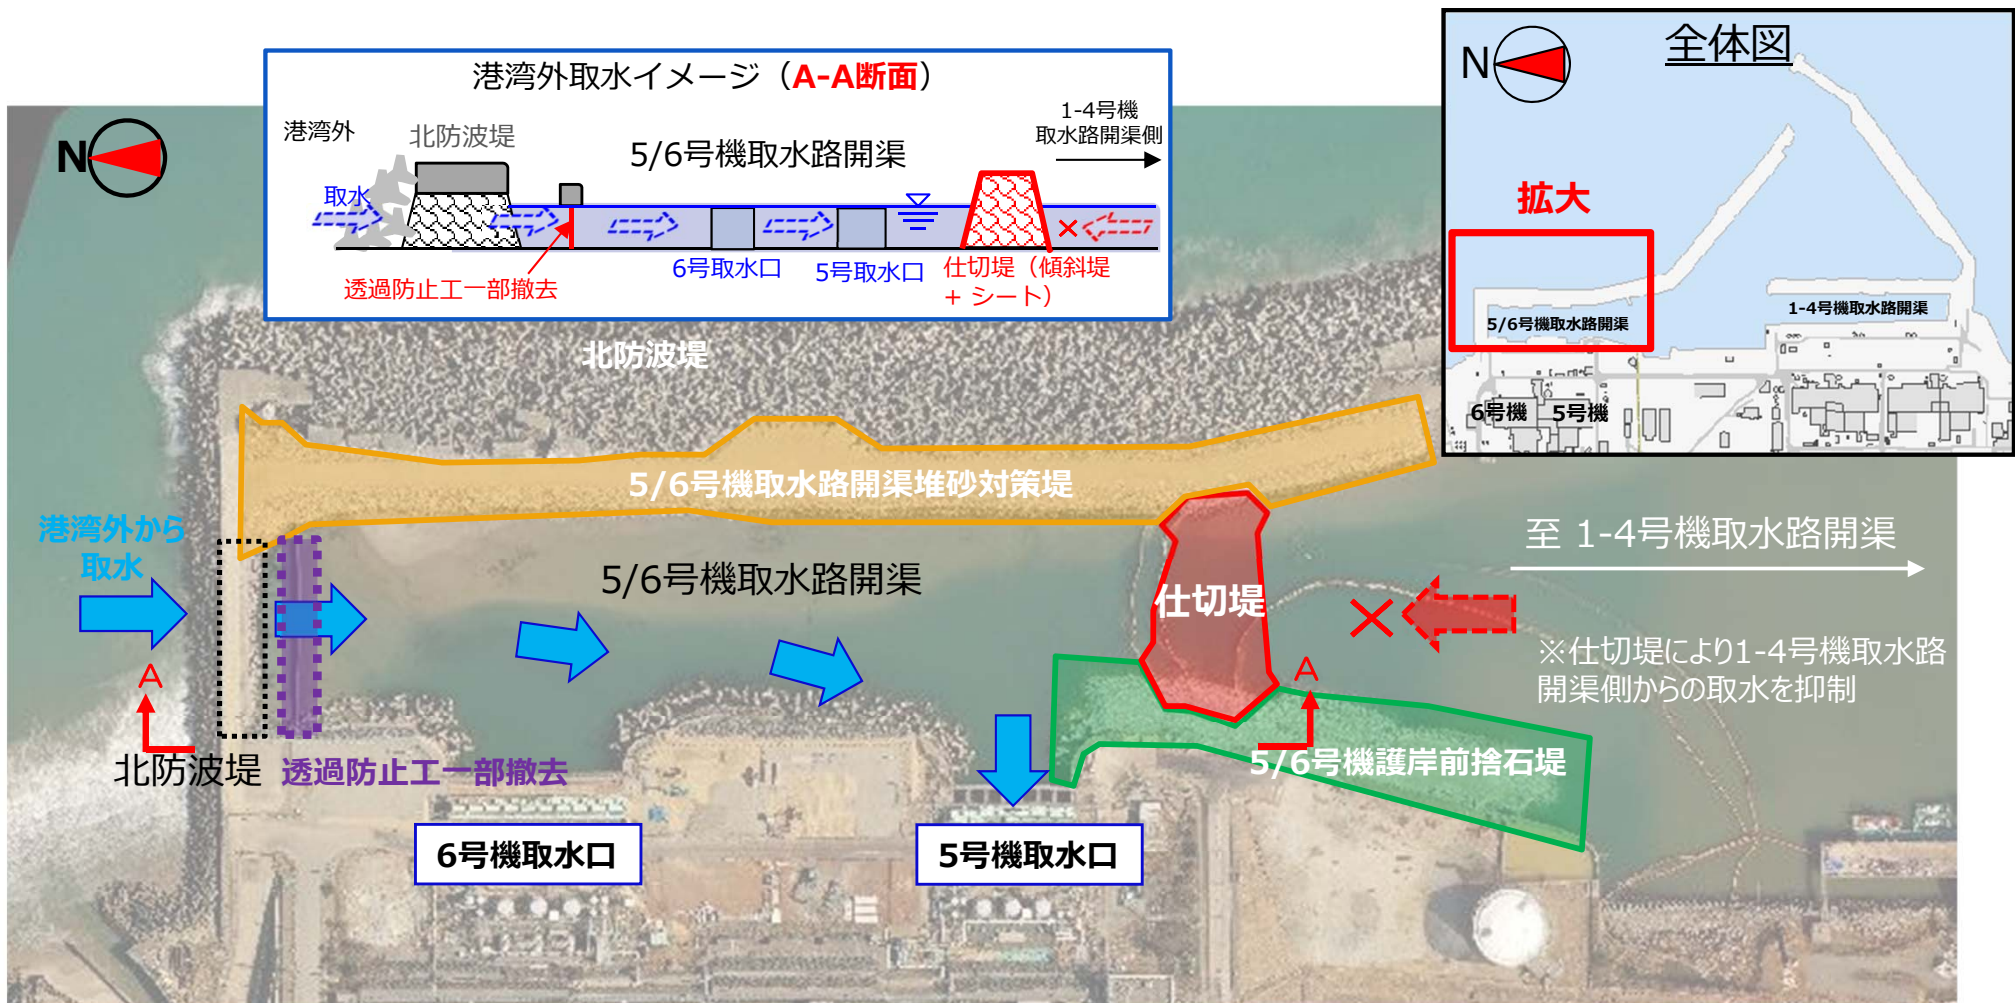 港湾外取水イメージ（A-A断面）
港湾外
北防波堤
5/6号機取水路開渠
1-4号機
取水路開渠側
取水
透過防止工一部撤去
6号取水口
5号取水口
仕切堤（傾斜堤
+ シート）
N
N
全体図
拡大
5/6号機取水路開渠
1-4号機取水路開渠
6号機
5号機
北防波堤
5/6号機取水路開渠堆砂対策堤
港湾外から
取水
5/6号機取水路開渠
至 1-4号機取水路開渠
仕切堤
※仕切堤により1-4号機取水路
開渠側からの取水を抑制
A
A
北防波堤
透過防止工一部撤去
5/6号機護岸前捨石堤
6号機取水口
5号機取水口